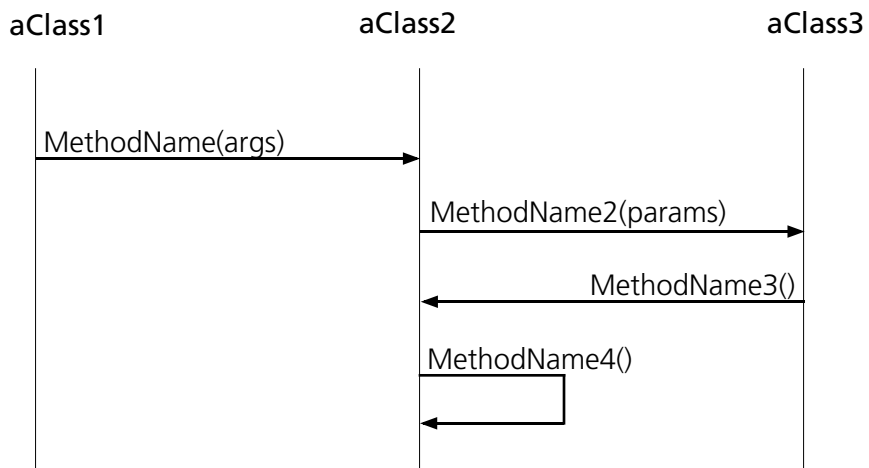 aClass1 aClass2 aClass3
MethodName(args)
MethodName2(params)
MethodName3()
MethodName4()